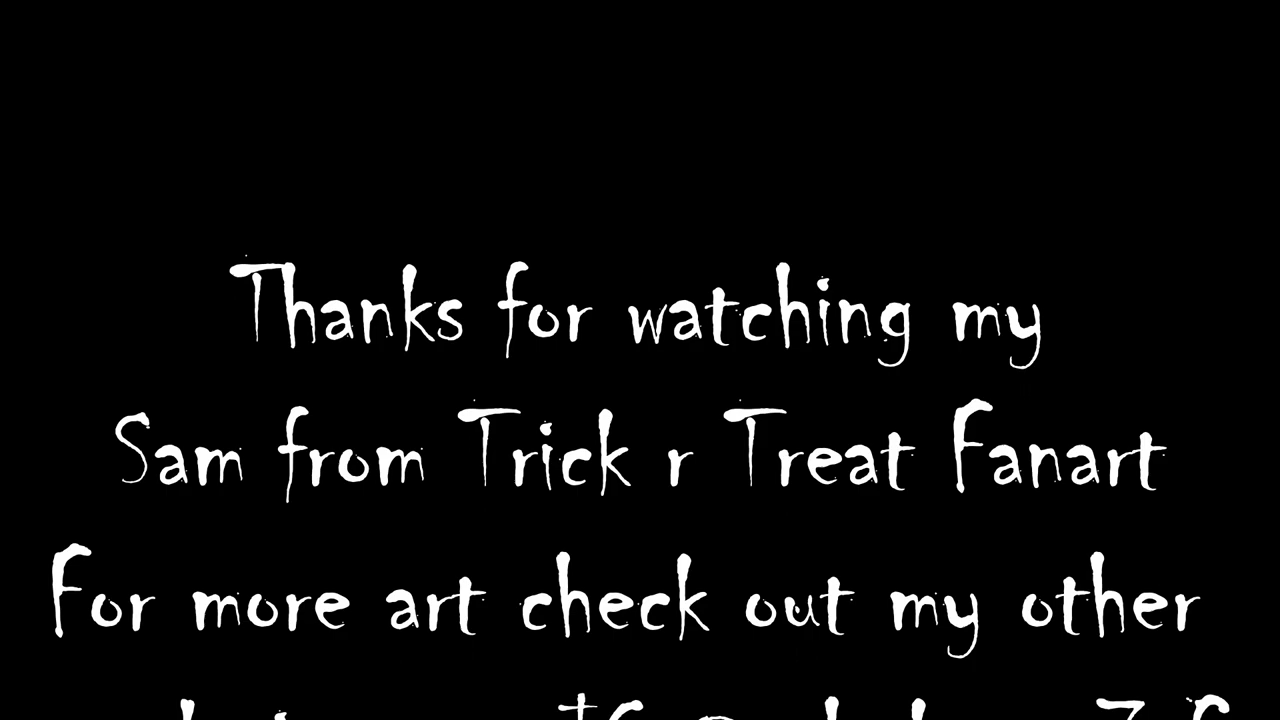 Thanks for watching my
Sam from Trick r Treat Fanart
For more art check out my other